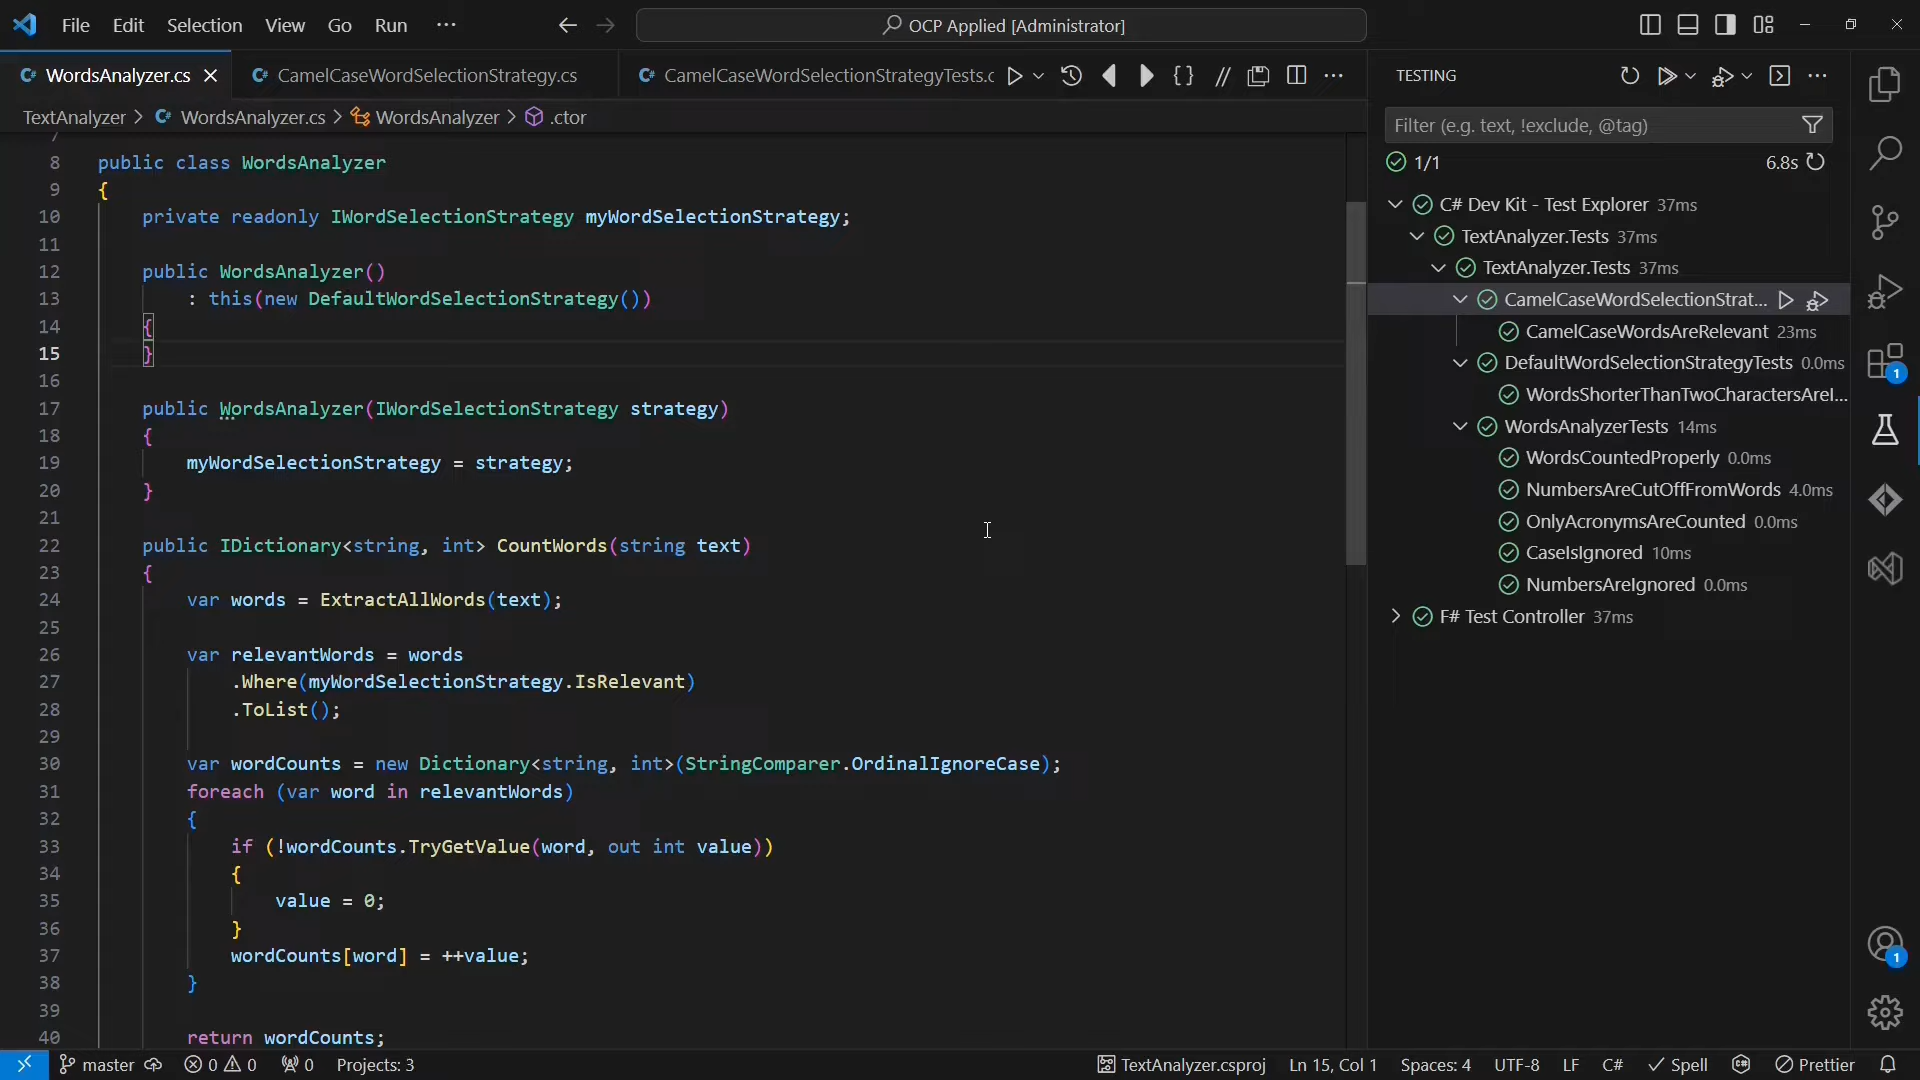 File Edit Selection View Go Run ···
OCP Applied [Administrator]
WordsAnalyzer.cs
CamelCaseWordSelectionStrategy.cs
CamelCaseWordSelectionStrategyTests.c
TextAnalyzer > WordsAnalyzer.cs > WordsAnalyzer > .ctor
7
8 public class WordsAnalyzer
9 {
10 private readonly IWordSelectionStrategy myWordSelectionStrategy;
11
12 public WordsAnalyzer()
13 : this(new DefaultWordSelectionStrategy())
14 {
15 }
16
17 public WordsAnalyzer(IWordSelectionStrategy strategy)
18 {
19 myWordSelectionStrategy = strategy;
20 }
21
22 public IDictionary<string, int> CountWords(string text)
23 {
24 var words = ExtractAllWords(text);
25
26 var relevantWords = words
27 .Where(myWordSelectionStrategy.IsRelevant)
28 .ToList();
29
30 var wordCounts = new Dictionary<string, int>(StringComparer.OrdinalIgnoreCase);
31 foreach (var word in relevantWords)
32 {
33 if (!wordCounts.TryGetValue(word, out int value))
34 {
35 value = 0;
36 }
37 wordCounts[word] = ++value;
38 }
39
40 return wordCounts;
TESTING
Filter (e.g. text, !exclude, @tag)
1/1 6.8s
C# Dev Kit - Test Explorer 37ms
TextAnalyzer.Tests 37ms
TextAnalyzer.Tests 37ms
CamelCaseWordSelectionStrat...
CamelCaseWordsAreRelevant 23ms
DefaultWordSelectionStrategyTests 0.0ms
WordsShorterThanTwoCharactersAreI...
WordsAnalyzerTests 14ms
WordsCountedProperly 0.0ms
NumbersAreCutOffFromWords 4.0ms
OnlyAcronymsAreCounted 0.0ms
CaseIsIgnored 10ms
NumbersAreIgnored 0.0ms
F# Test Controller 37ms
1
1
master 0 0 0 Projects: 3 TextAnalyzer.csproj Ln 15, Col 1 Spaces: 4 UTF-8 LF C# Spell Prettier